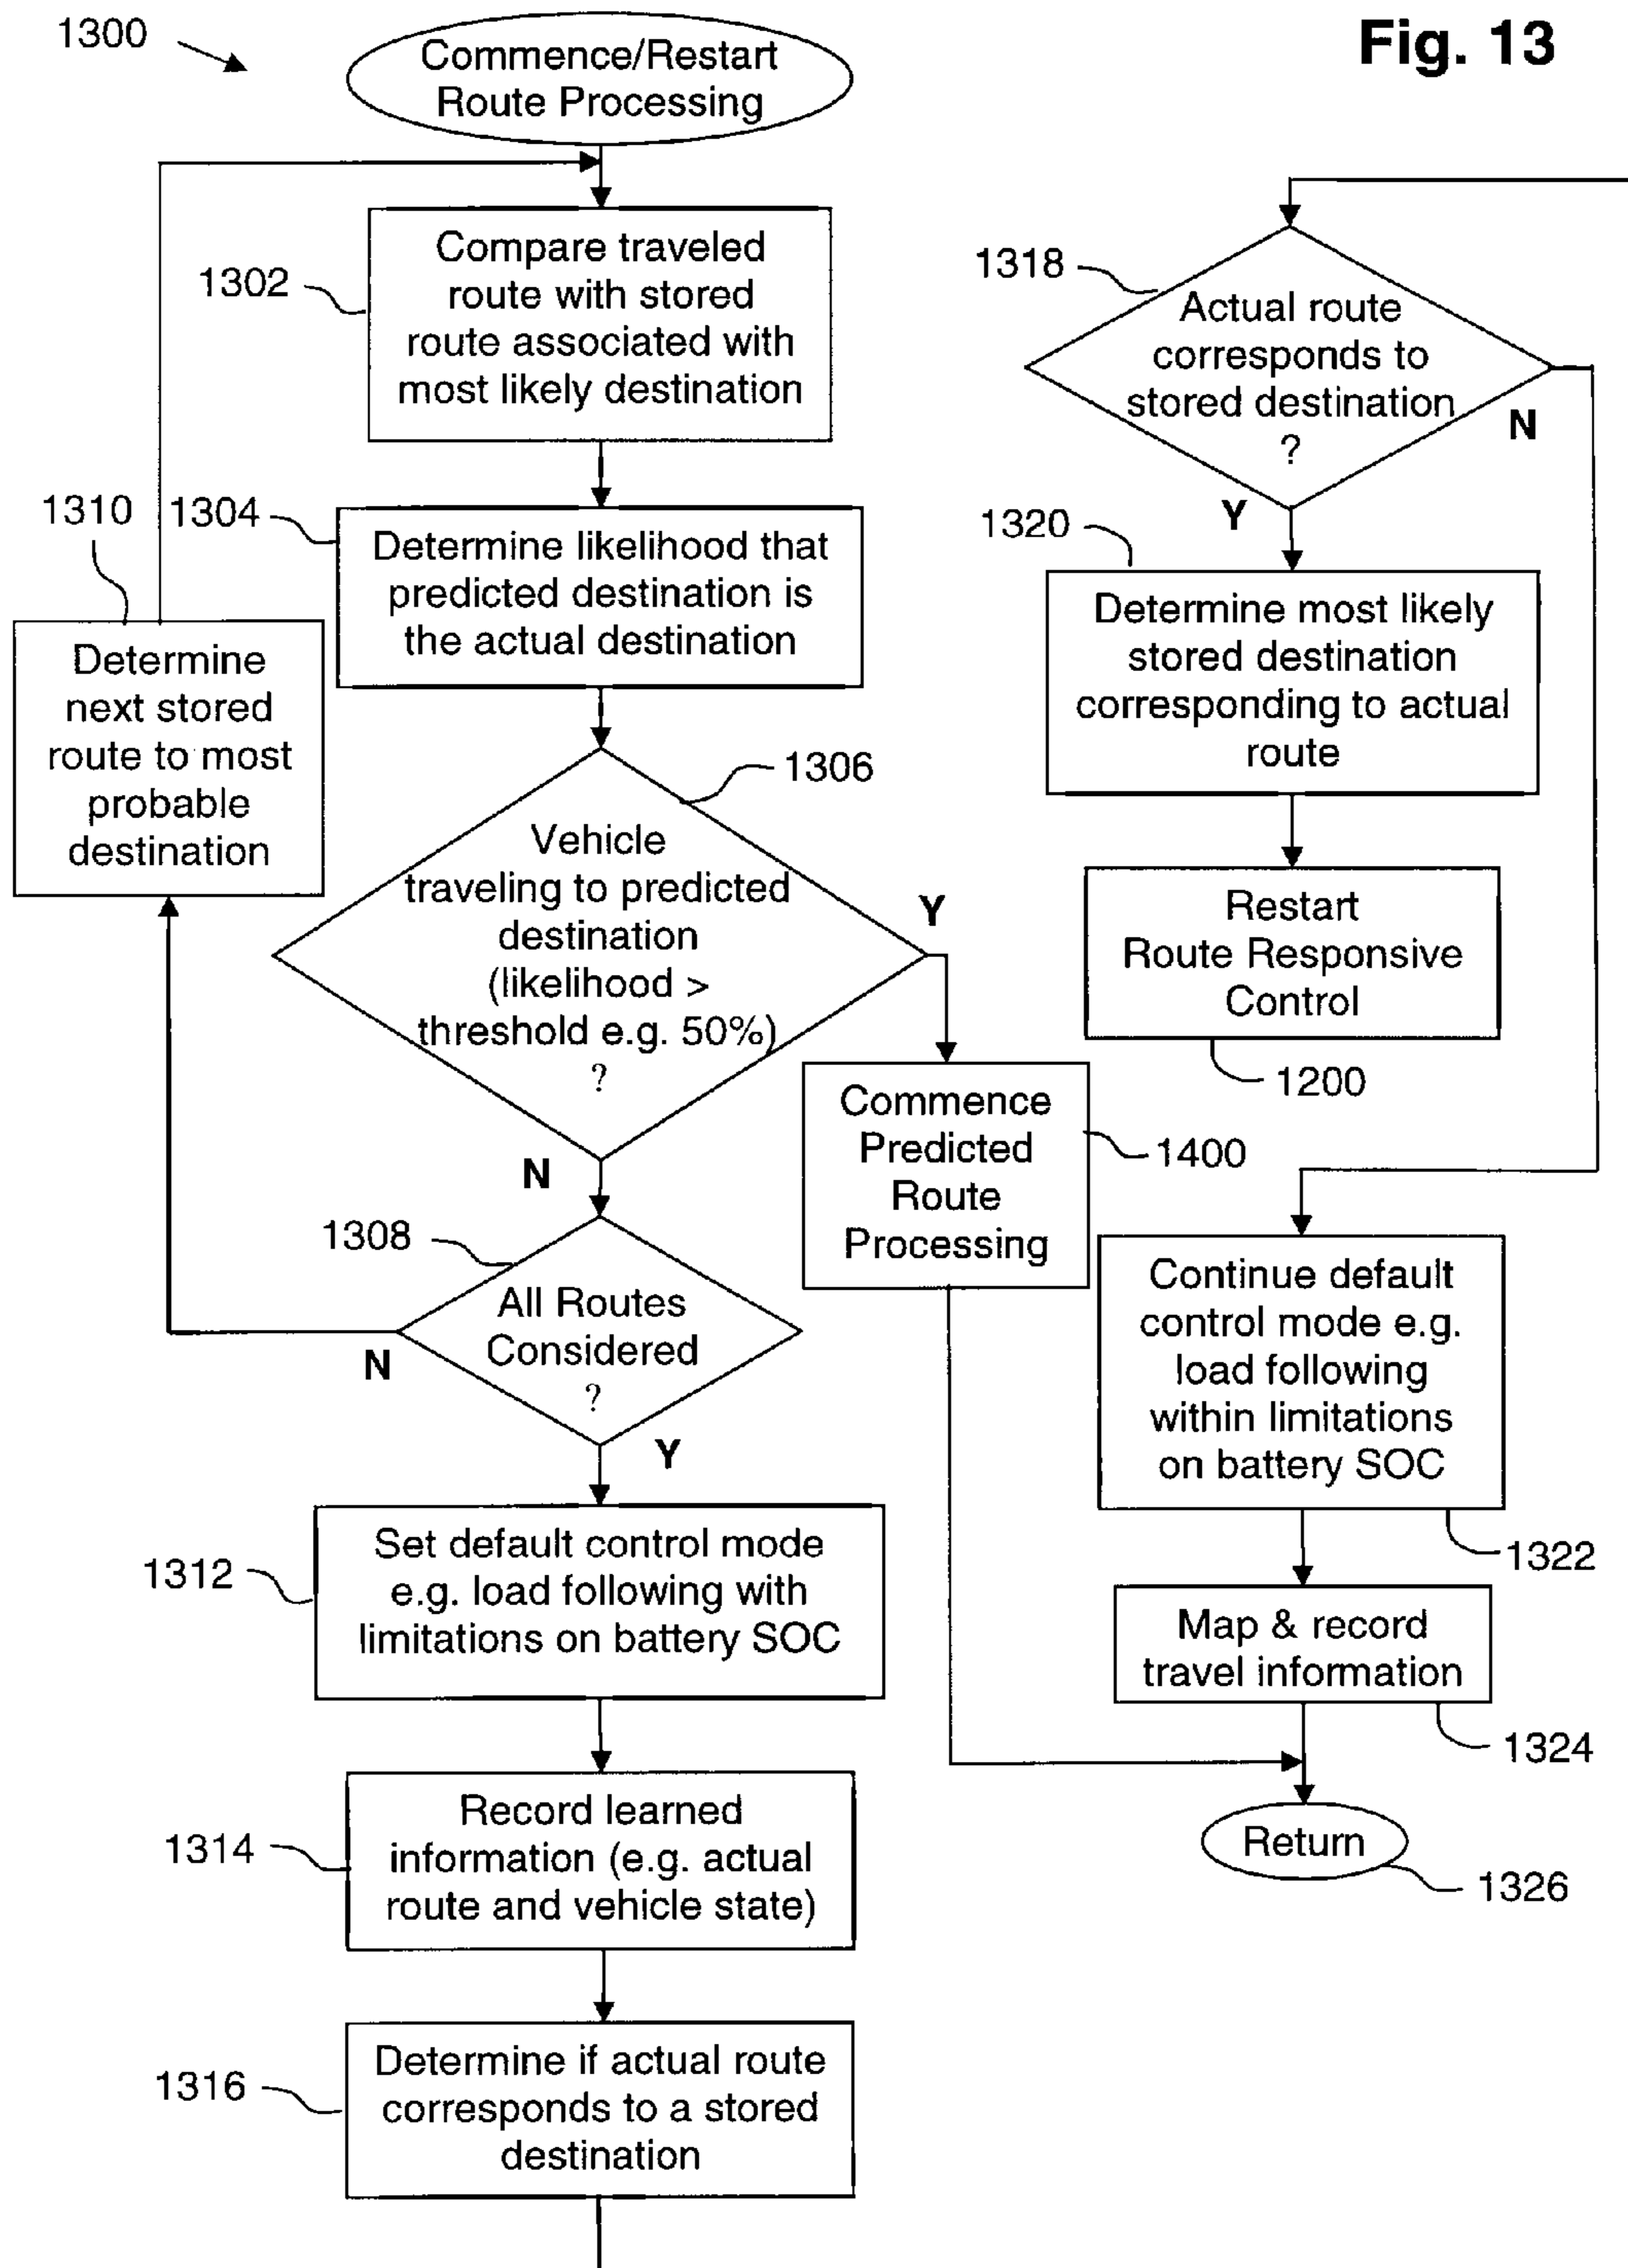 1300
Commence/Restart
Route Processing
Fig. 13
1302
Compare traveled
route with stored
route associated with
most likely destination
1310
1304
Determine likelihood that
predicted destination is
the actual destination
Determine
next stored
route to most
probable
destination
1306
Vehicle
traveling to predicted
destination
(likelihood >
threshold e.g. 50%)
?
Y
N
1308
All Routes
Considered
?
N
Y
1312
Set default control mode
e.g. load following with
limitations on battery SOC
1314
Record learned
information (e.g. actual
route and vehicle state)
1316
Determine if actual route
corresponds to a stored
destination
1318
Actual route
corresponds to
stored destination
?
N
Y
1320
Determine most likely
stored destination
corresponding to actual
route
Restart
Route Responsive
Control
1200
Commence
Predicted
Route
Processing
1400
Continue default
control mode e.g.
load following
within limitations
on battery SOC
1322
Map & record
travel information
1324
Return
1326